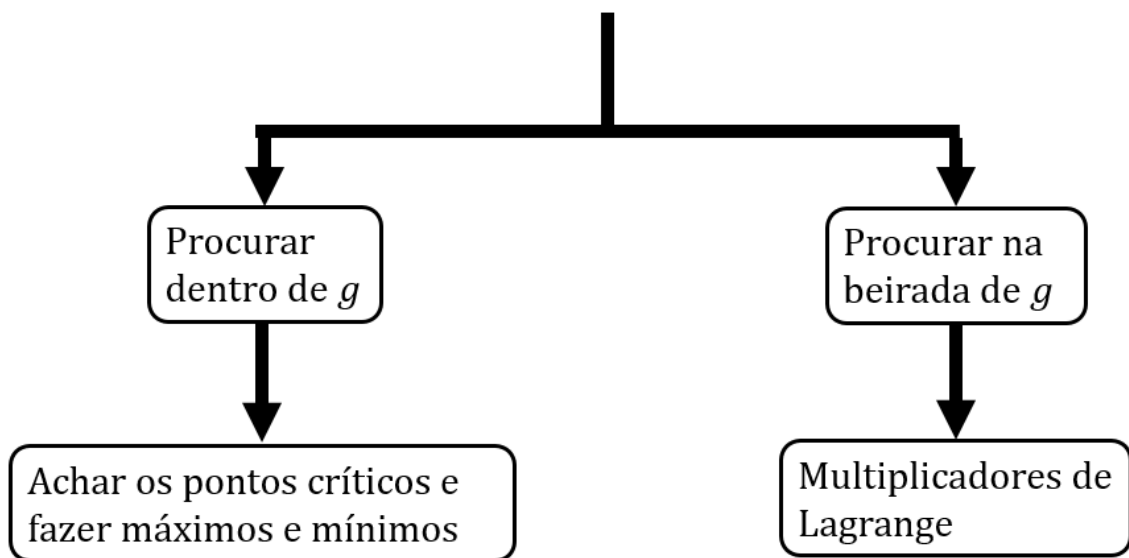 Procurar
dentro de g
Procurar na
beirada de g
Achar os pontos críticos e
fazer máximos e mínimos
Multiplicadores de
Lagrange